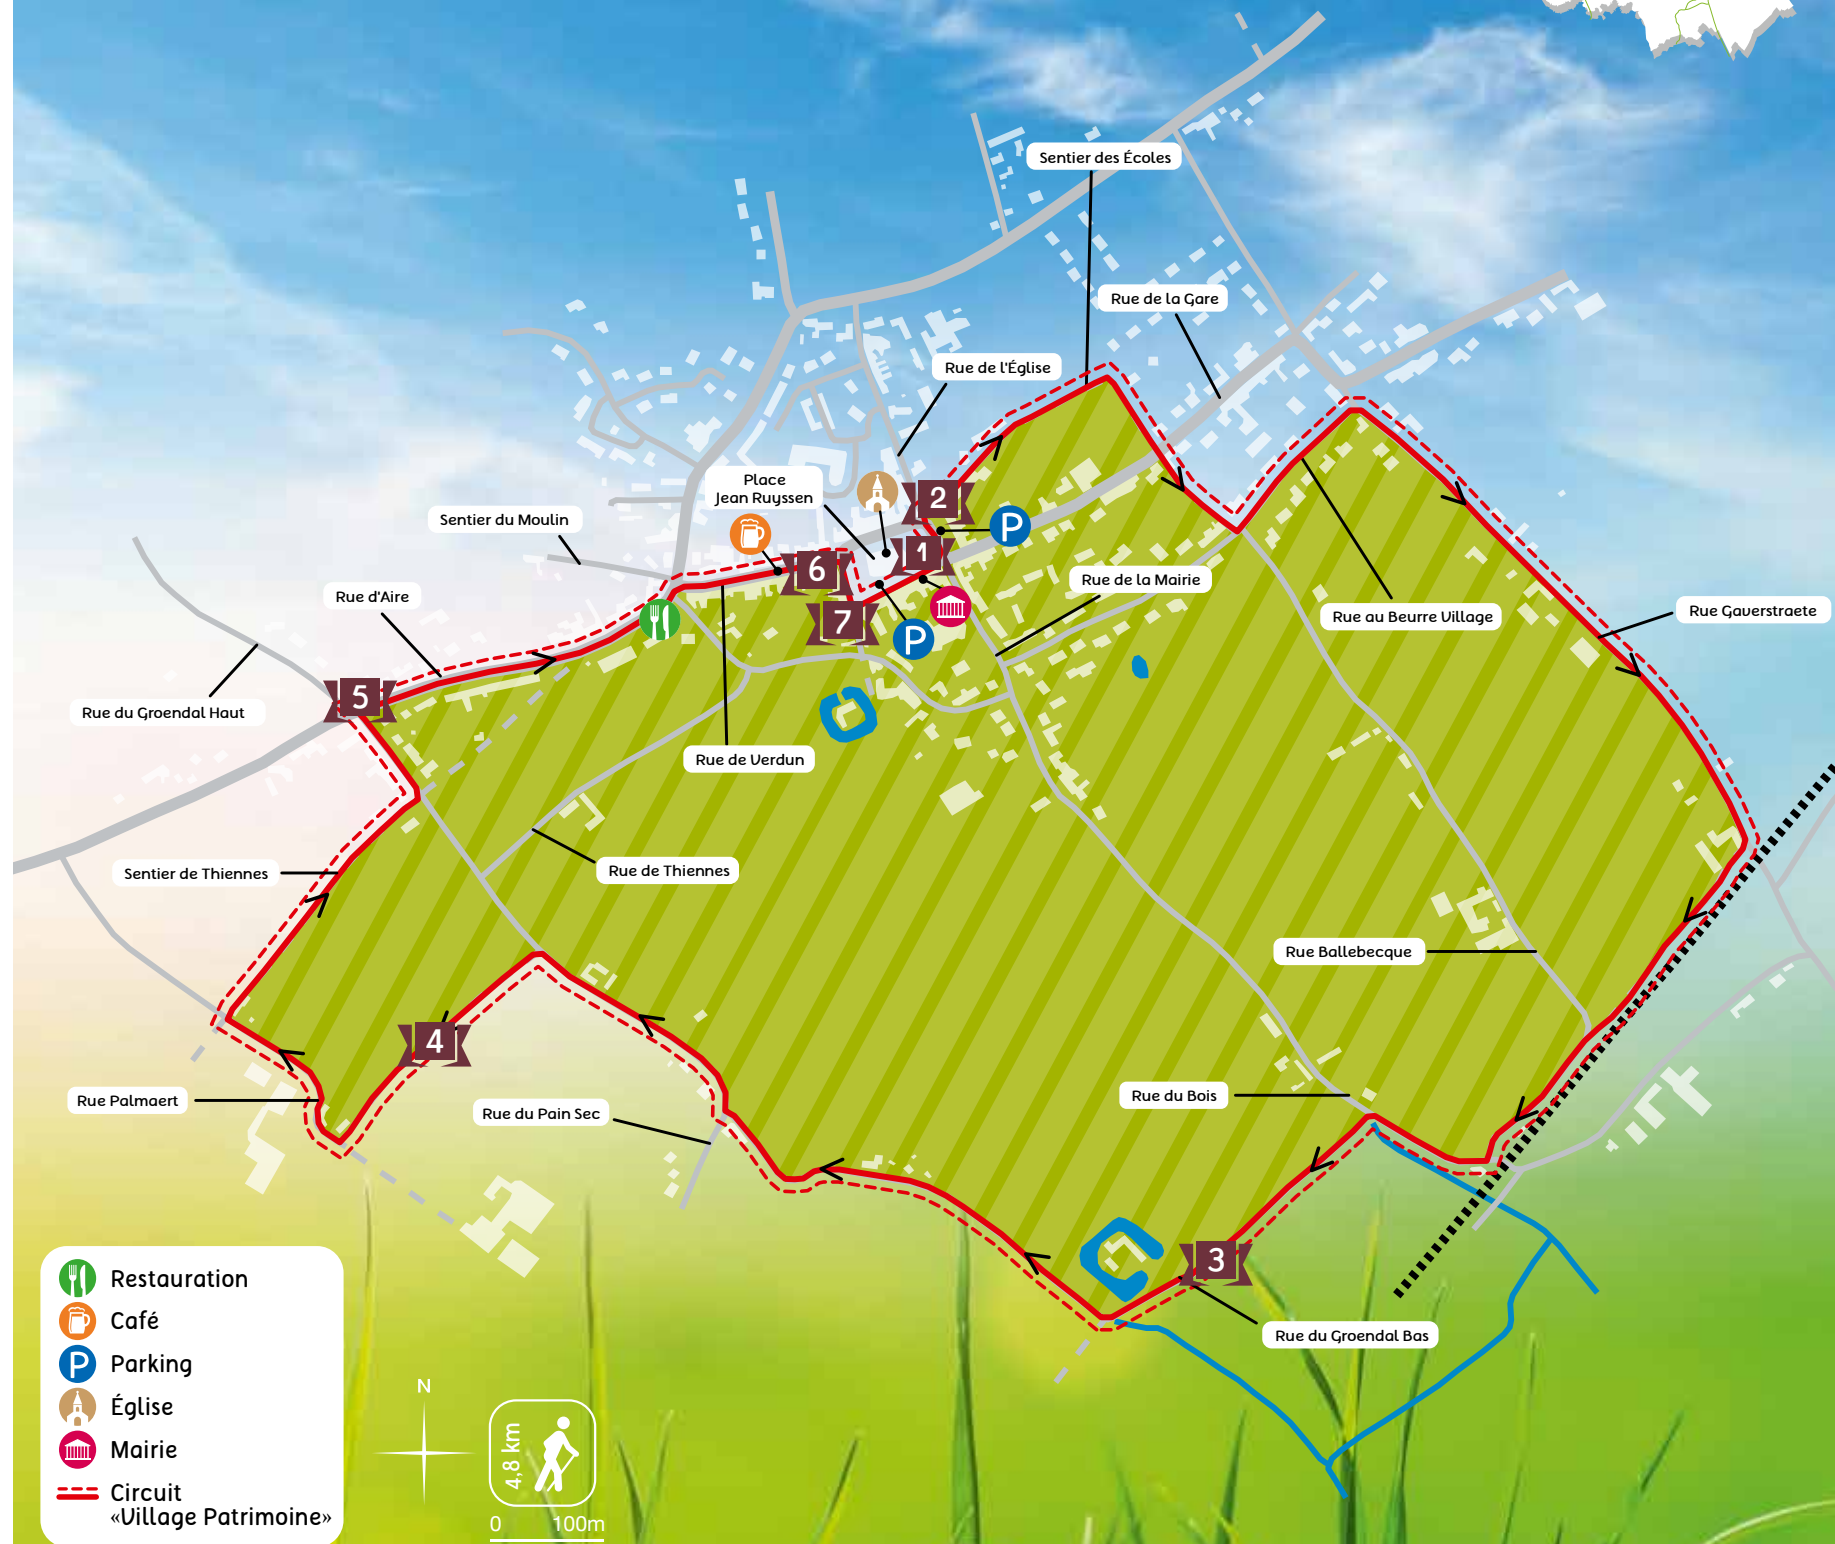 Sentier des Écoles
Rue de la Gare
Rue de l'Église
Place
Jean Ruyssen
2
P
Sentier du Moulin
1
6
Rue de la Mairie
Rue d'Aire
7
P
Rue au Beurre Village
Rue Gaverstraete
5
Rue du Groendal Haut
Rue de Verdun
Sentier de Thiennes
Rue de Thiennes
Rue Ballebecque
4
Rue Palmaert
Rue du Pain Sec
Rue du Bois
3
Rue du Groendal Bas
Restauration
Café
P Parking
Église
Mairie
Circuit
«Village Patrimoine»
N
4,8 km
0 100m